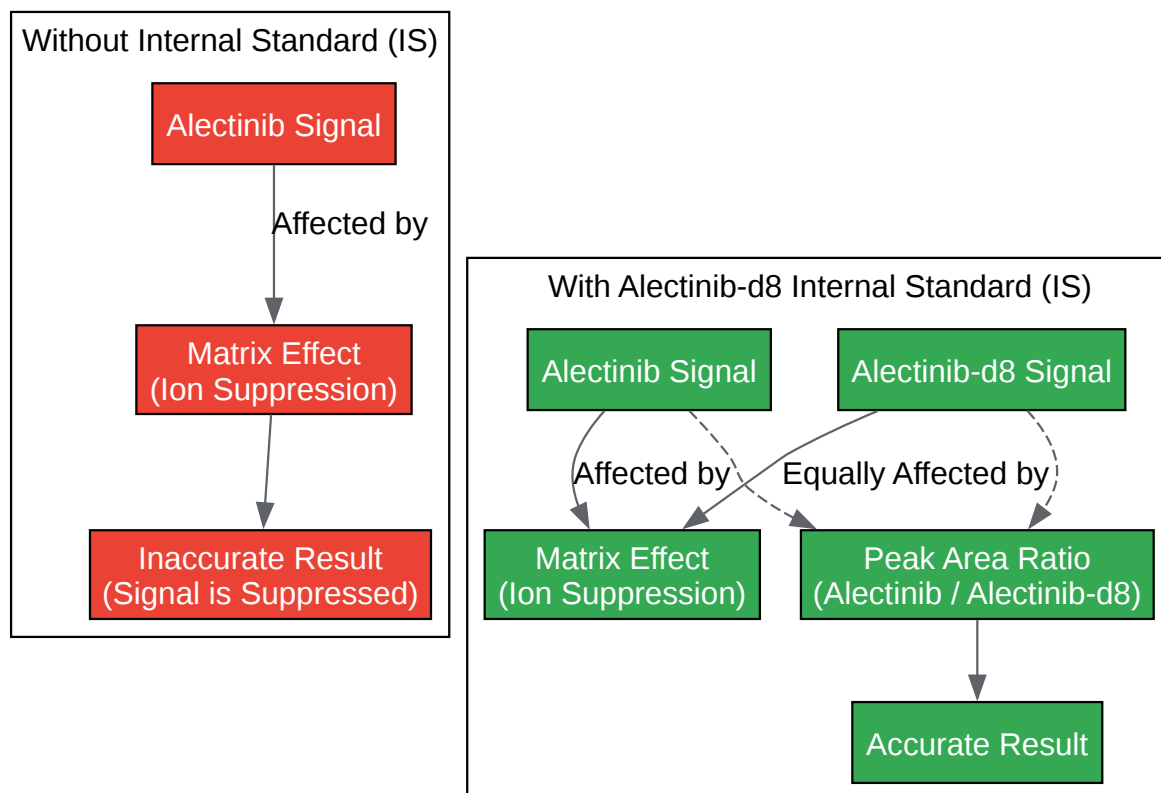 Without Internal Standard (IS)
Alectinib Signal
Affected by
Matrix Effect
(Ion Suppression)
Inaccurate Result
(Signal is Suppressed)
With Alectinib-d8 Internal Standard (IS)
Alectinib Signal
Alectinib-d8 Signal
Affected by
Equally Affected by
Matrix Effect
(Ion Suppression)
Peak Area Ratio
(Alectinib / Alectinib-d8)
Accurate Result